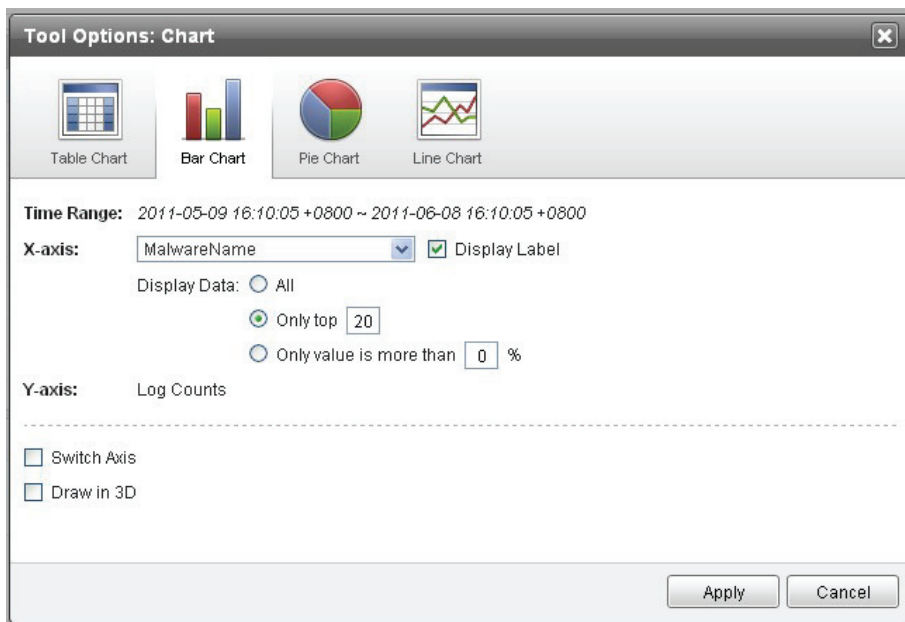 Tool Options: Chart
Table Chart
Bar Chart
Pie Chart
Line Chart
Time Range: 2011-05-09 16:10:05 +0800 ~ 2011-06-08 16:10:05 +0800
X-axis: MalwareName Display Label
Display Data: All
Only top 20
Only value is more than 0 %
Y-axis: Log Counts
Switch Axis
Draw in 3D
Apply Cancel